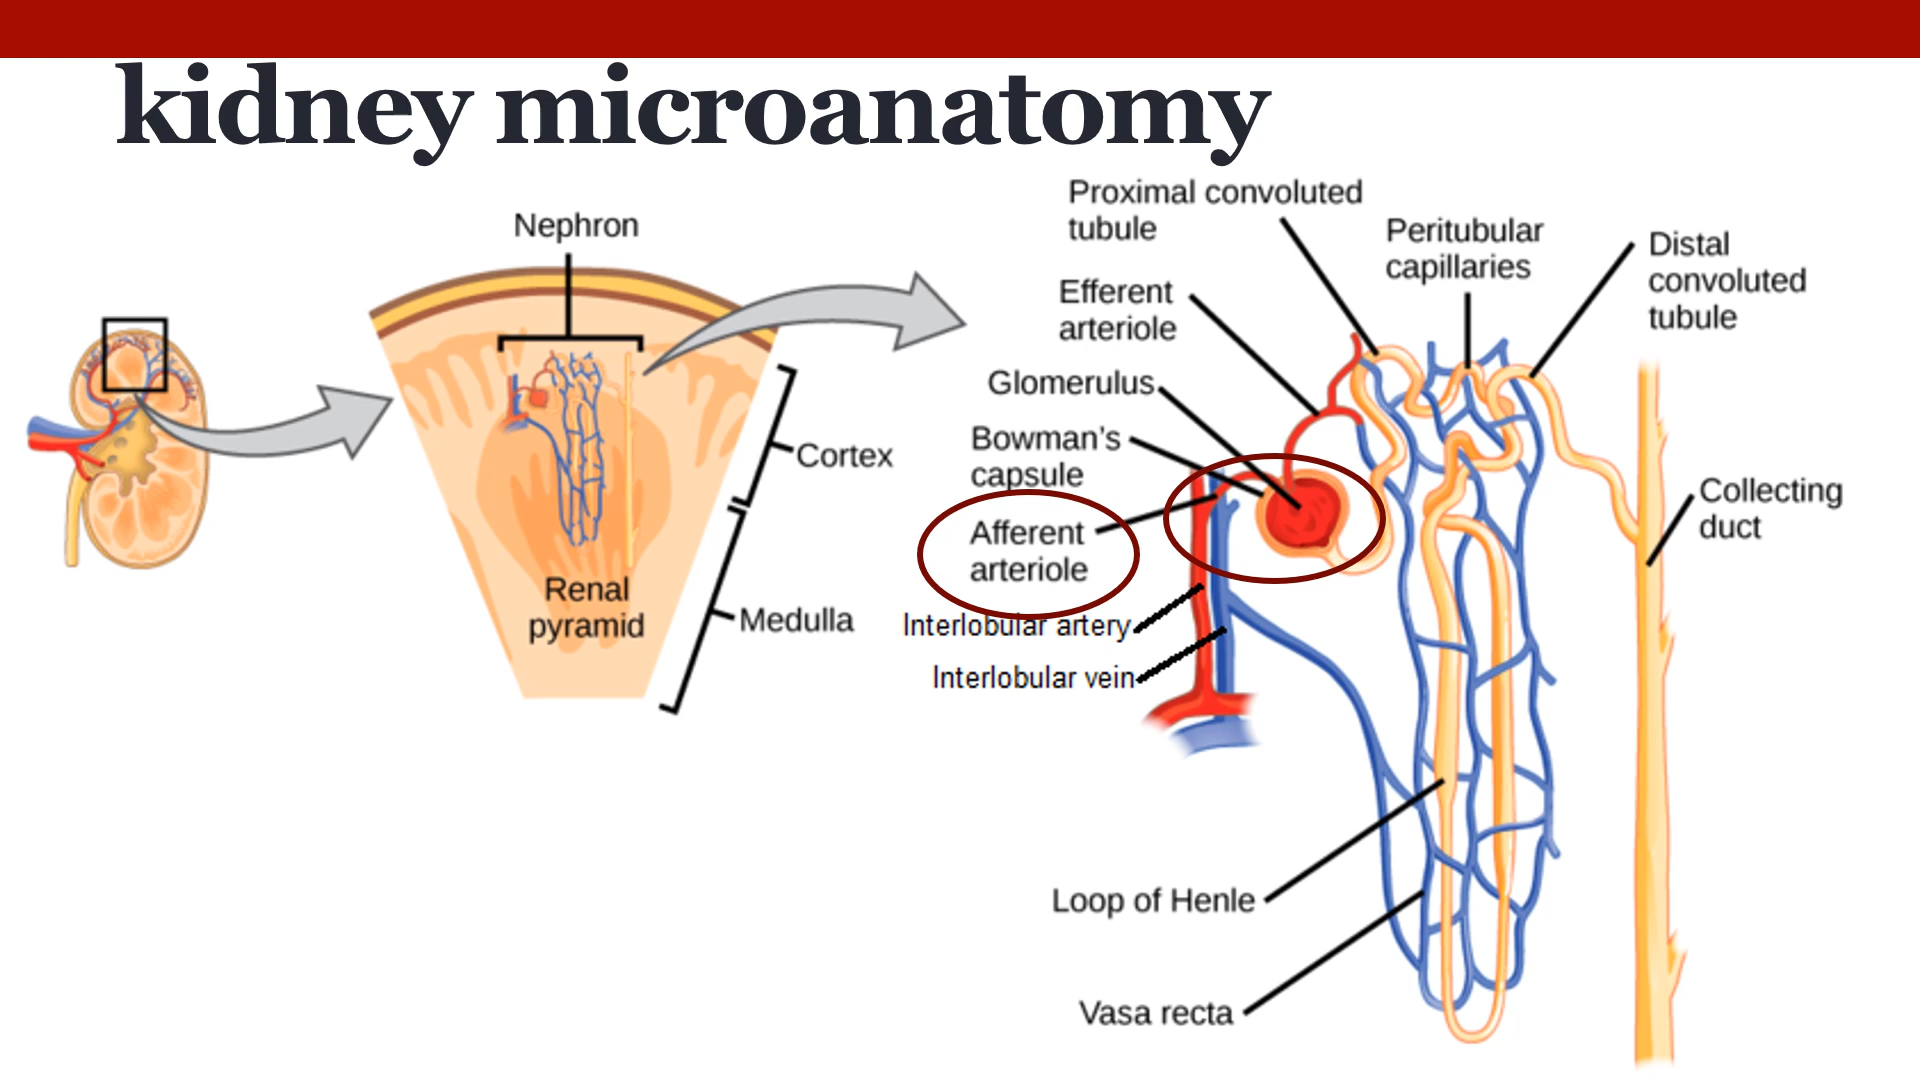 kidney microanatomy
Nephron
Renal
pyramid
Cortex
Medulla
Proximal convoluted
tubule
Peritubular
capillaries
Distal
convoluted
tubule
Efferent
arteriole
Glomerulus
Bowman's
capsule
Afferent
arteriole
Interlobular artery
Interlobular vein
Collecting
duct
Loop of Henle
Vasa recta